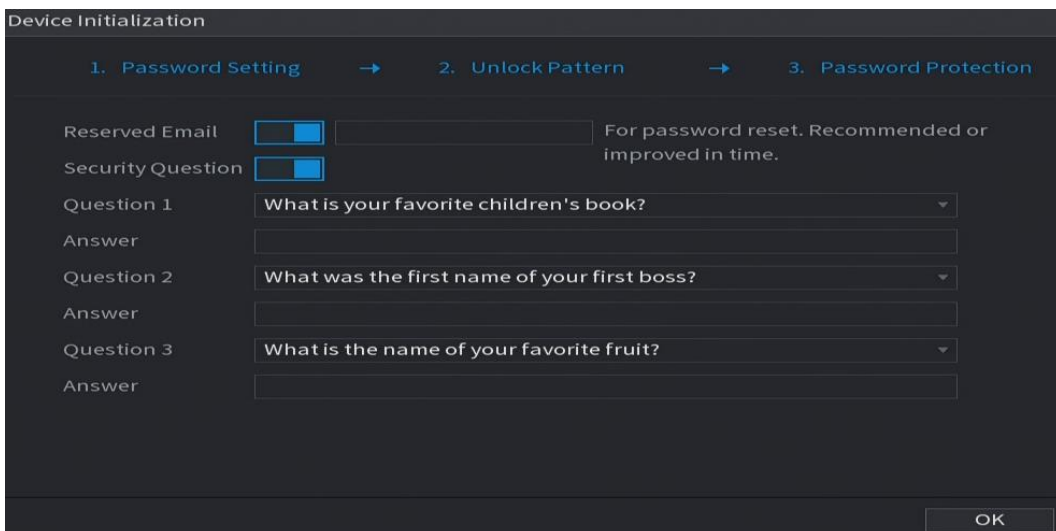 Device Initialization
1. Password Setting → 2. Unlock Pattern → 3. Password Protection
Reserved Email For password reset. Recommended or
improved in time.
Security Question
Question 1 What is your favorite children's book?
Answer
Question 2 What was the first name of your first boss?
Answer
Question 3 What is the name of your favorite fruit?
Answer
OK